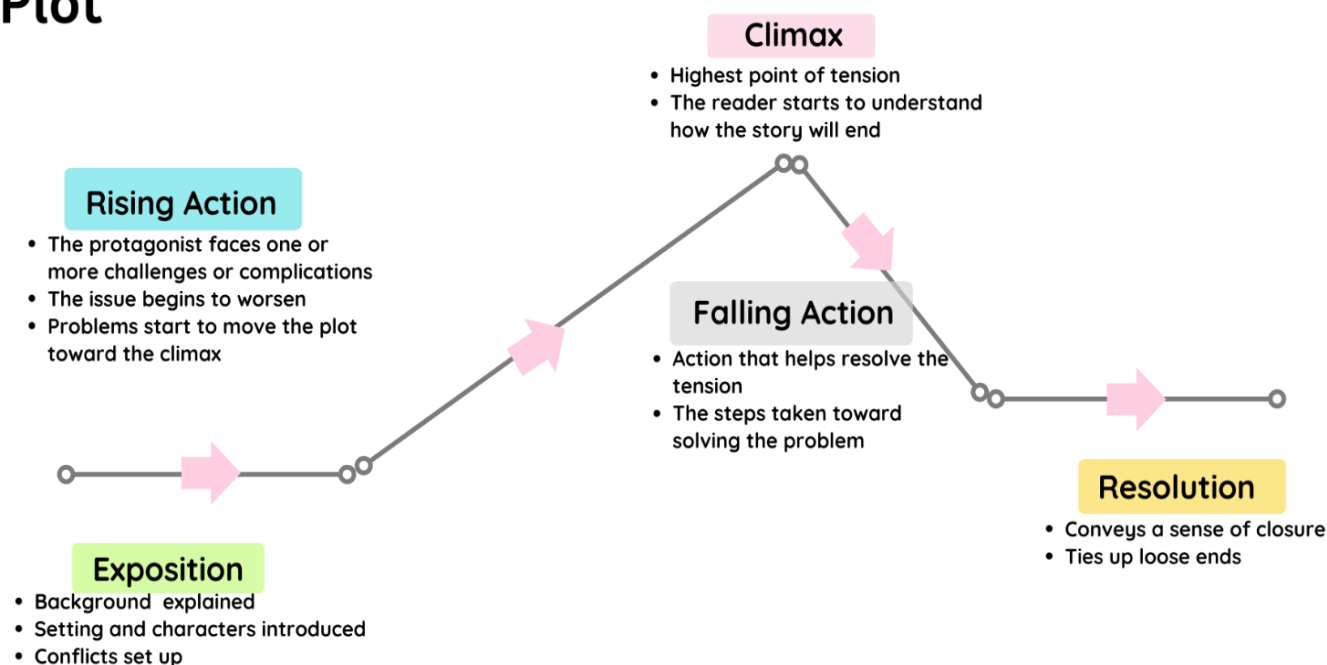 Plot
Climax
• Highest point of tension
• The reader starts to understand
how the story will end
Rising Action
• The protagonist faces one or
more challenges or complications
• The issue begins to worsen
• Problems start to move the plot
toward the climax
Falling Action
• Action that helps resolve the
tension
• The steps taken toward
solving the problem
Resolution
• Conveys a sense of closure
• Ties up loose ends
Exposition
• Background explained
• Setting and characters introduced
• Conflicts set up